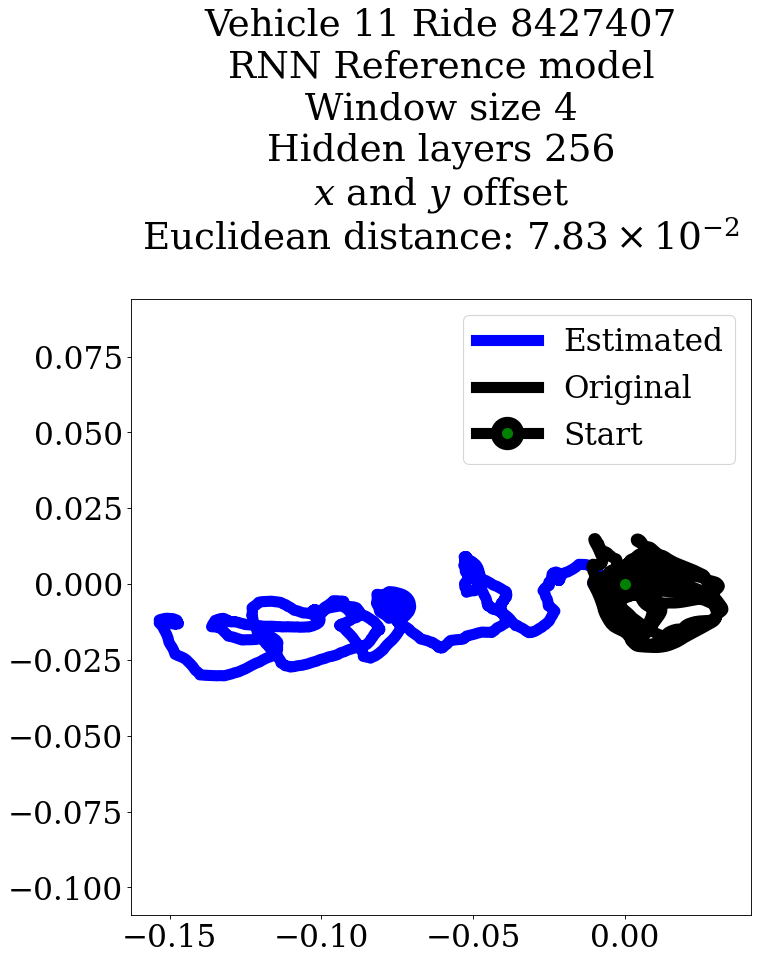 Vehicle 11 Ride 8427407
RNN Reference model
Window size 4
Hidden layers 256
x and y offset
Euclidean distance: 7.83 × 10⁻²
Estimated
Original
Start
0.075
0.050
0.025
0.000
−0.025
−0.050
−0.075
−0.100
−0.15 −0.10 −0.05 0.00